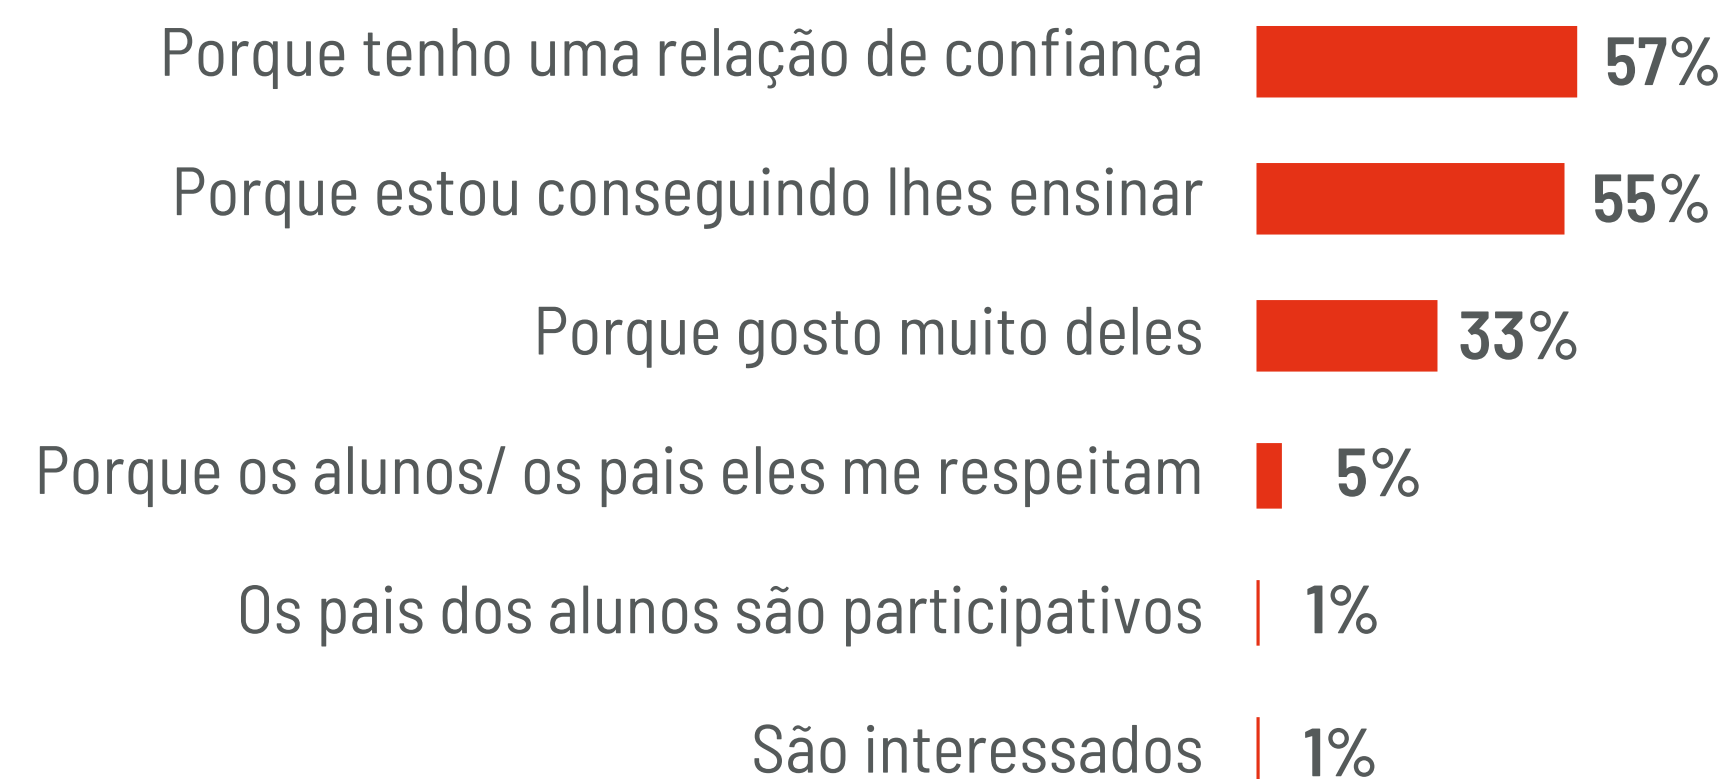 Porque tenho uma relação de confiança 57%
Porque estou conseguindo lhes ensinar 55%
Porque gosto muito deles 33%
Porque os alunos/ os pais eles me respeitam 5%
Os pais dos alunos são participativos 1%
São interessados 1%